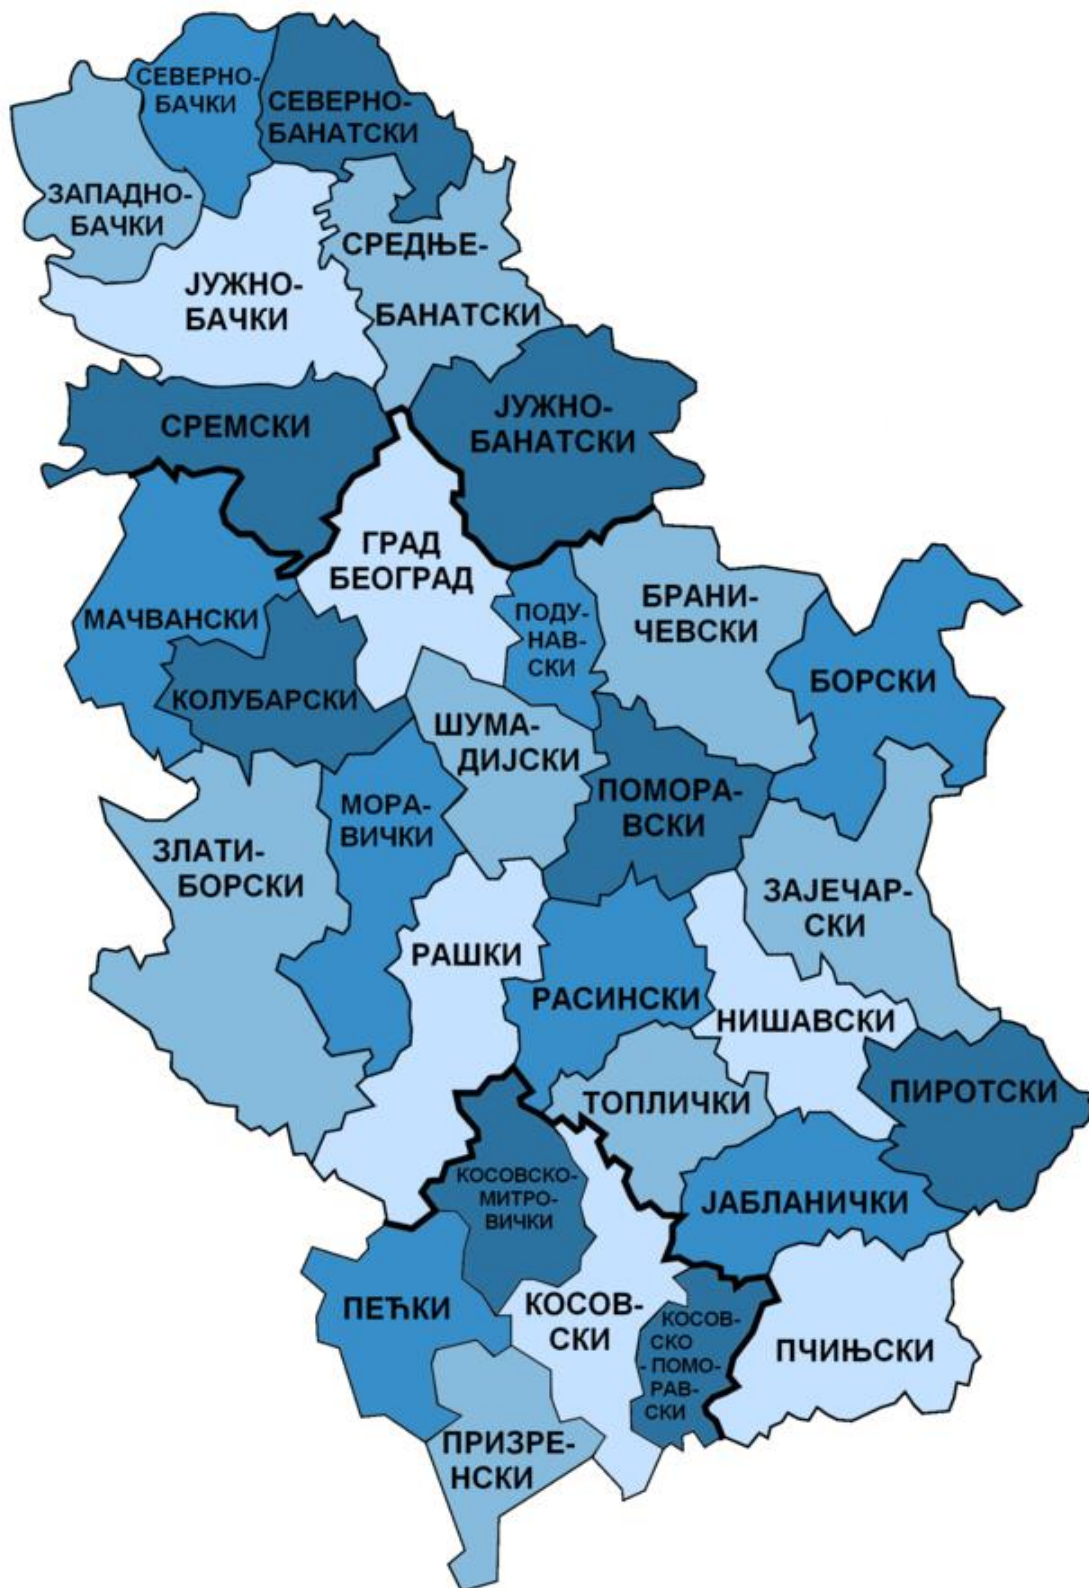 СЕВЕРНО-
БАЧКИ
СЕВЕРНО-
БАНАТСКИ
ЗАПАДНО-
БАЧКИ
СРЕДЊЕ-
БАНАТСКИ
ЈУЖНО-
БАЧКИ
СРЕМСКИ
ЈУЖНО-
БАНАТСКИ
ГРАД
БЕОГРАД
МАЧВАНСКИ
ПОДУ-
НАВ-
СКИ
БРАНИ-
ЧЕВСКИ
БОРСКИ
КОЛУБАРСКИ
ШУМА-
ДИЈСКИ
ПОМОРА-
ВСКИ
МОРА-
ВИЧКИ
ЗЛАТИ-
БОРСКИ
ЗАЈЕЧАР-
СКИ
РАШКИ
РАСИНСКИ
НИШАВСКИ
ТОПЛИЧКИ
ПИРОТСКИ
КОСОВСКО-
МИТРО-
ВИЧКИ
ЈАБЛАНИЧКИ
ПЕЋКИ
КОСОВ-
СКИ
КОСОВ-
СКО
- ПОМО-
РАВ-
СКИ
ПЧИЊСКИ
ПРИЗРЕ-
НСКИ